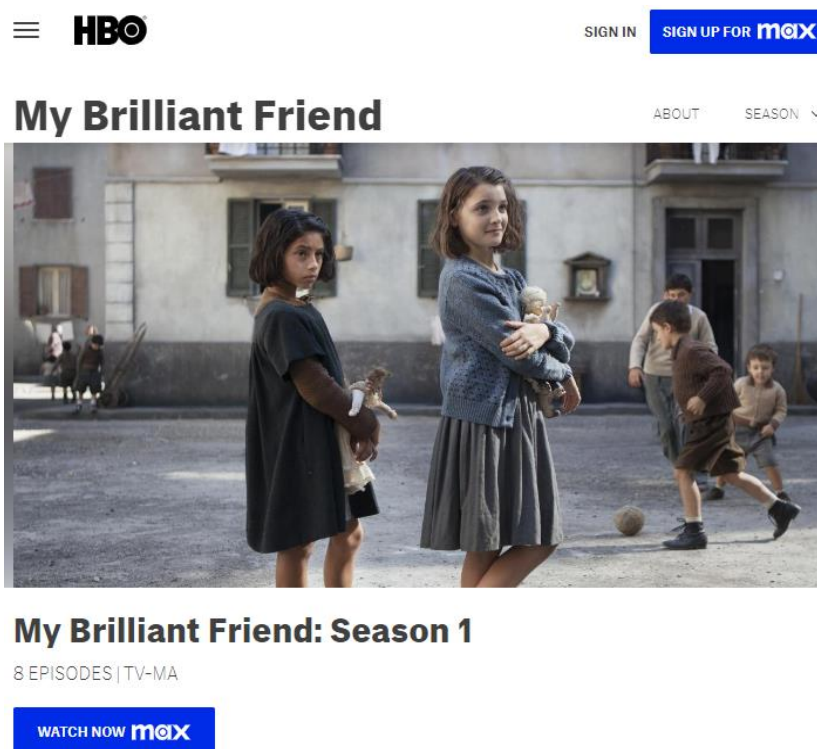 HBO
SIGN IN
SIGN UP FOR max
My Brilliant Friend
ABOUT
SEASON
My Brilliant Friend: Season 1
8 EPISODES | TV-MA
WATCH NOW max